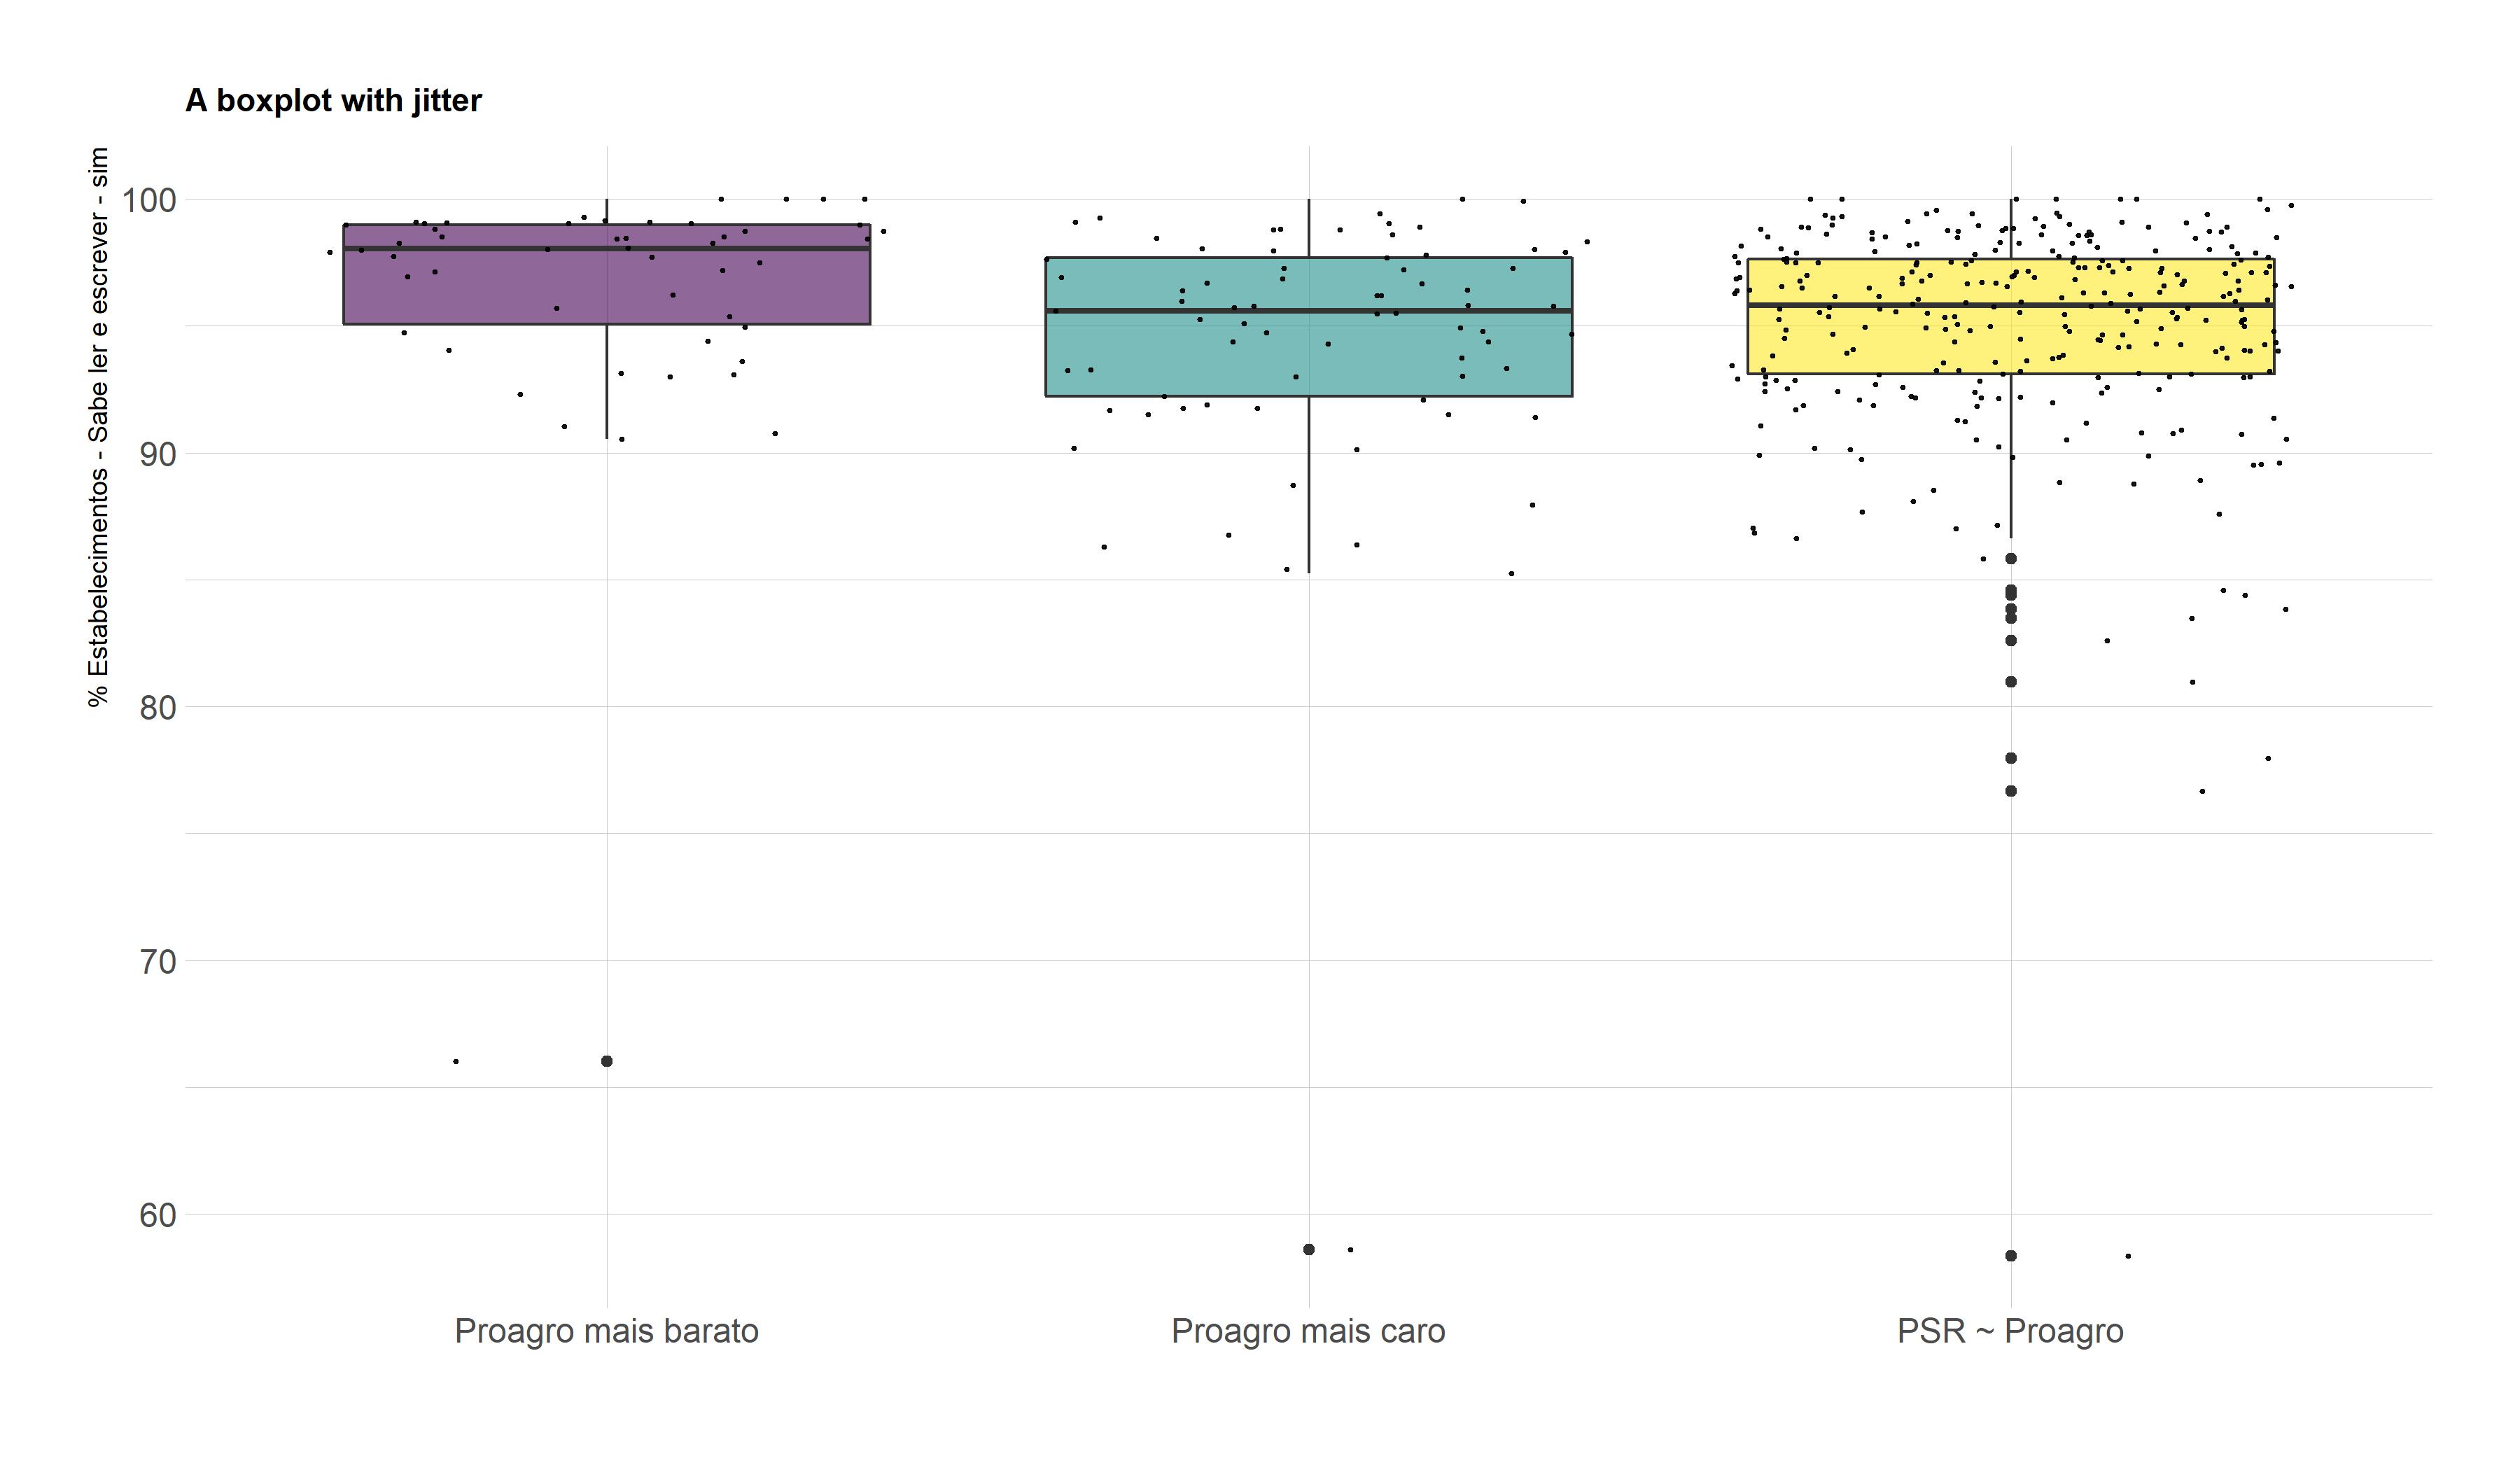 A boxplot with jitter
% Estabelecimentos - Sabe ler e escrever - sim
100
90
80
70
60
Proagro mais barato
Proagro mais caro
PSR ~ Proagro